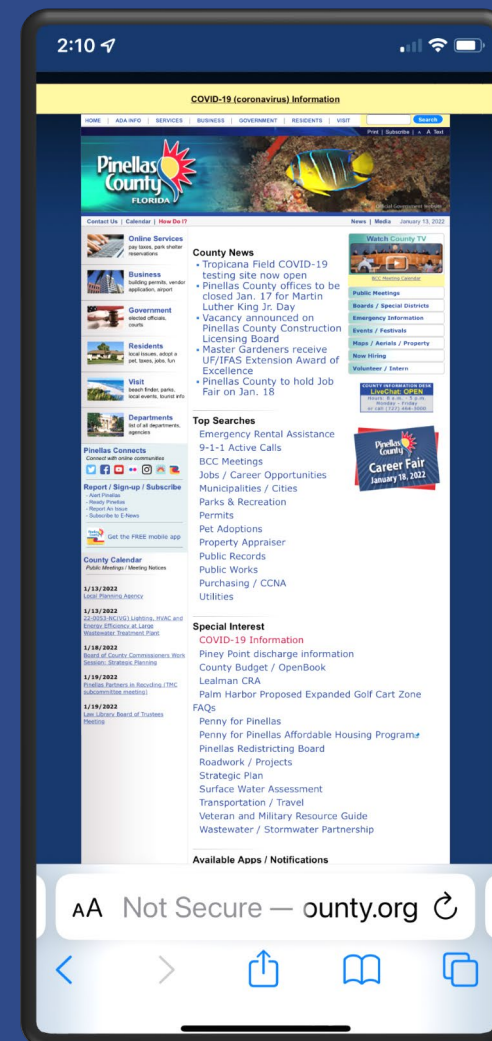 2:10
COVID-19 (coronavirus) Information
HOME | ADA INFO | SERVICES | BUSINESS | GOVERNMENT | RESIDENTS | VISIT
Search
Print | Subscribe | A A Text
Pinellas
County
FLORIDA
Official Government Website
Contact Us | Calendar | How Do I?
News | Media January 13, 2022
Online Services
pay taxes, park shelter
reservations
Business
building permits, vendor
application, airport
Government
elected officials,
courts
Residents
local issues, adopt a
pet, taxes, jobs, fun
Visit
beach finder, parks,
local events, tourist info
Departments
list of all departments,
agencies
Pinellas Connects
Connect with online communities
Report / Sign-up / Subscribe
- Alert Pinellas
- Ready Pinellas
- Report An Issue
- Subscribe to E-News
Get the FREE mobile app
County Calendar
Public Meetings / Meeting Notices
1/13/2022
Local Planning Agency
1/13/2022
22-0053-NC(VG) Lighting, HVAC and
Energy Efficiency at Large
Wastewater Treatment Plant
1/18/2022
Board of County Commissioners Work
Session: Strategic Planning
1/19/2022
Pinellas Partners in Recycling (TMC
subcommittee meeting)
1/19/2022
Law Library Board of Trustees
Meeting
County News
• Tropicana Field COVID-19
testing site now open
• Pinellas County offices to be
closed Jan. 17 for Martin
Luther King Jr. Day
• Vacancy announced on
Pinellas County Construction
Licensing Board
• Master Gardeners receive
UF/IFAS Extension Award of
Excellence
• Pinellas County to hold Job
Fair on Jan. 18
Top Searches
Emergency Rental Assistance
9-1-1 Active Calls
BCC Meetings
Jobs / Career Opportunities
Municipalities / Cities
Parks & Recreation
Permits
Pet Adoptions
Property Appraiser
Public Records
Public Works
Purchasing / CCNA
Utilities
Special Interest
COVID-19 Information
Piney Point discharge information
County Budget / OpenBook
Lealman CRA
Palm Harbor Proposed Expanded Golf Cart Zone
FAQs
Penny for Pinellas
Penny for Pinellas Affordable Housing Program
Pinellas Redistricting Board
Roadwork / Projects
Strategic Plan
Surface Water Assessment
Transportation / Travel
Veteran and Military Resource Guide
Wastewater / Stormwater Partnership
Available Apps / Notifications
Watch County TV
BCC Meeting Calendar
Public Meetings
Boards / Special Districts
Emergency Information
Events / Festivals
Maps / Aerials / Property
Now Hiring
Volunteer / Intern
COUNTY INFORMATION DESK
LiveChat: OPEN
Hours: 8 a.m. - 5 p.m.
Monday - Friday
or call (727) 464-3000
Pinellas
County
Career Fair
January 18, 2022
AA Not Secure — ounty.org